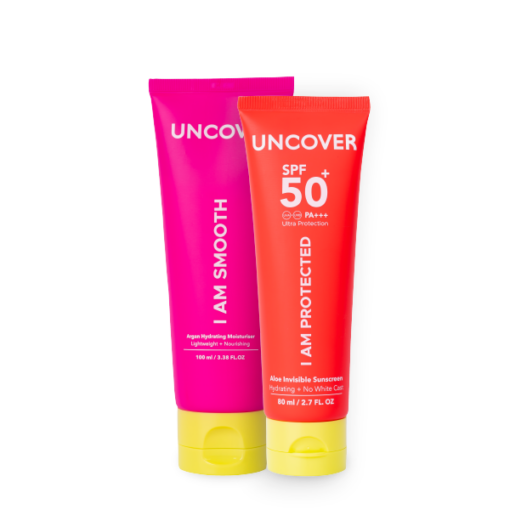 UNCOV
I AM SMOOTH
Argan Hydrating Moisturiser
Lightweight + Nourishing
100 ml / 3.38 FL.OZ
UNCOVER
SPF
50+
PA+++
Ultra Protection
I AM PROTECTED
Aloe Invisible Sunscreen
Hydrating + No White Cast
80 ml / 2.7 FL. OZ